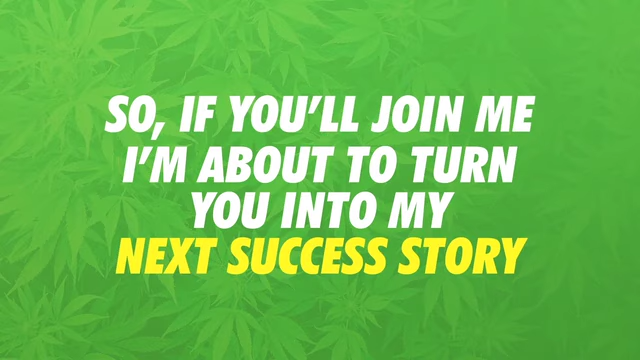 SO, IF YOU'LL JOIN ME
I'M ABOUT TO TURN
YOU INTO MY
NEXT SUCCESS STORY